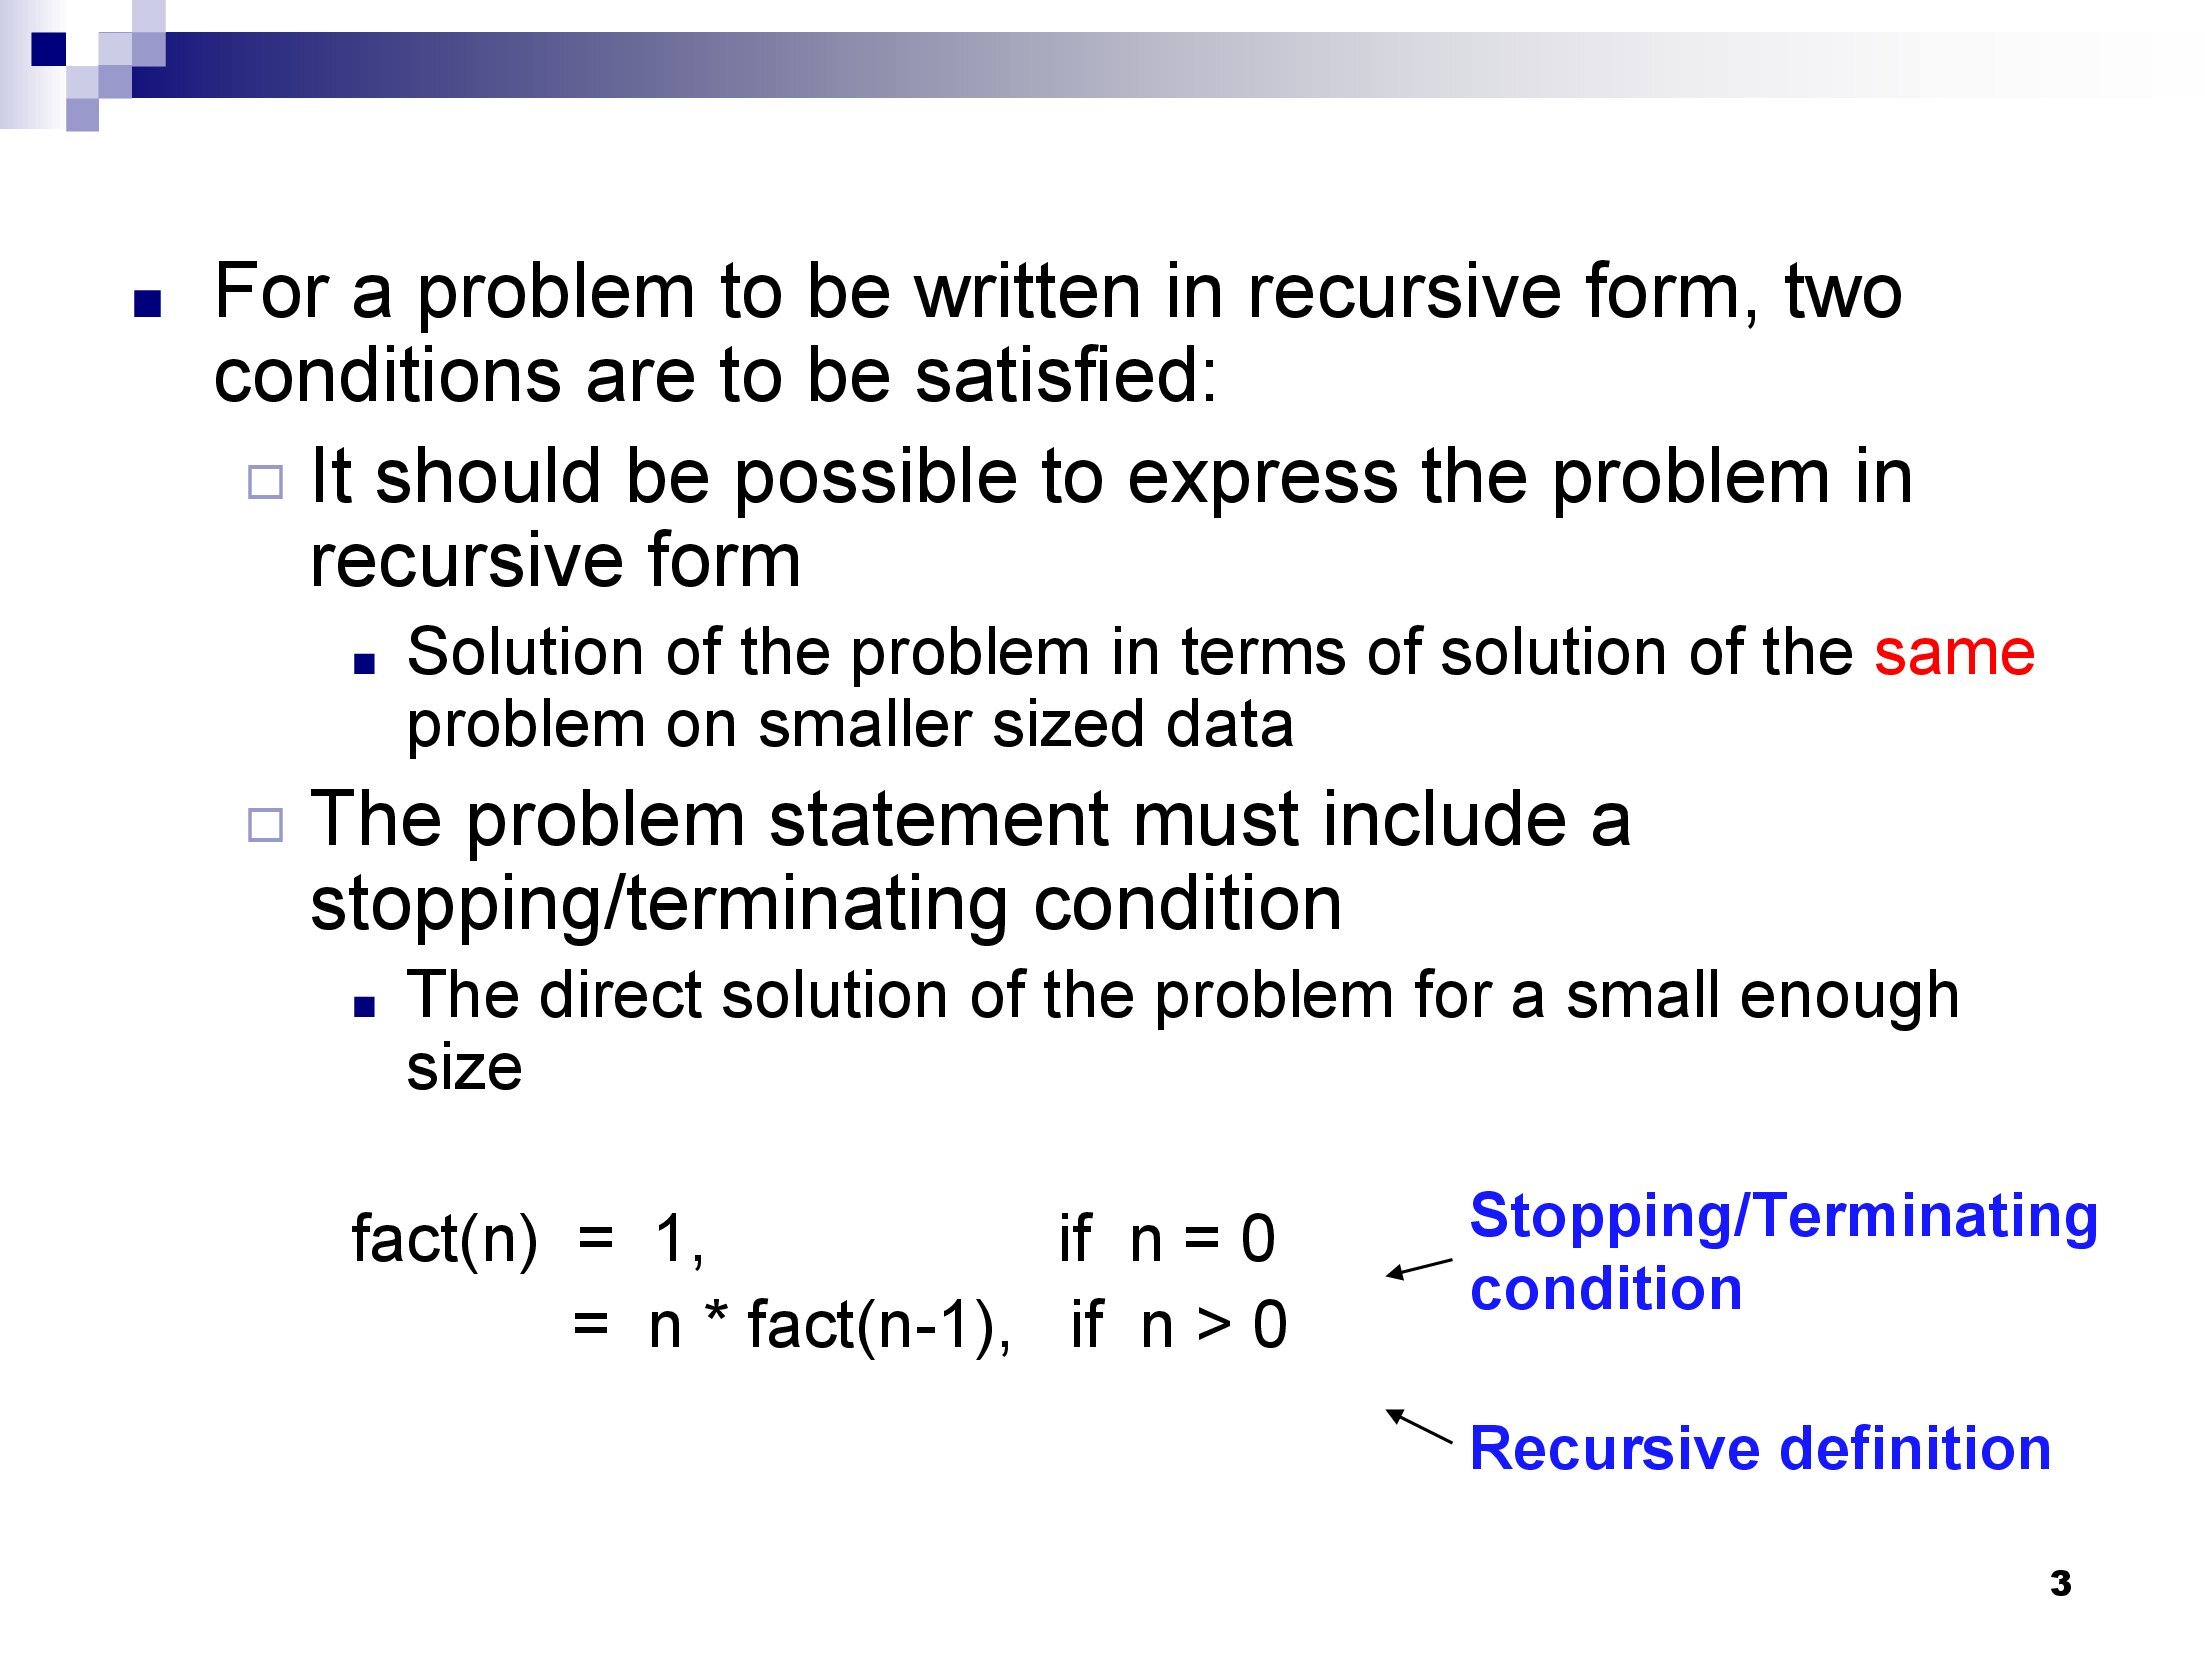 For a problem to be written in recursive form, two
conditions are to be satisfied:
It should be possible to express the problem in
recursive form
Solution of the problem in terms of solution of the same
problem on smaller sized data
The problem statement must include a
stopping/terminating condition
The direct solution of the problem for a small enough
size
fact(n) = 1, if n = 0
= n * fact(n-1), if n > 0
Stopping/Terminating
condition
Recursive definition
3